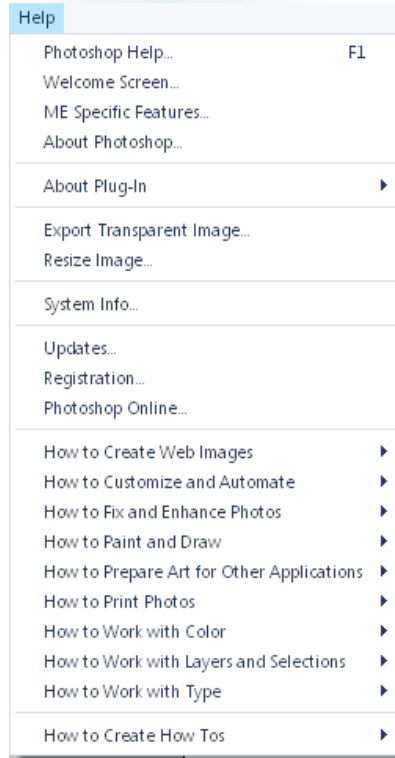 Help
Photoshop Help... F1
Welcome Screen...
ME Specific Features...
About Photoshop...
About Plug-In
Export Transparent Image...
Resize Image...
System Info...
Updates...
Registration...
Photoshop Online...
How to Create Web Images
How to Customize and Automate
How to Fix and Enhance Photos
How to Paint and Draw
How to Prepare Art for Other Applications
How to Print Photos
How to Work with Color
How to Work with Layers and Selections
How to Work with Type
How to Create How Tos